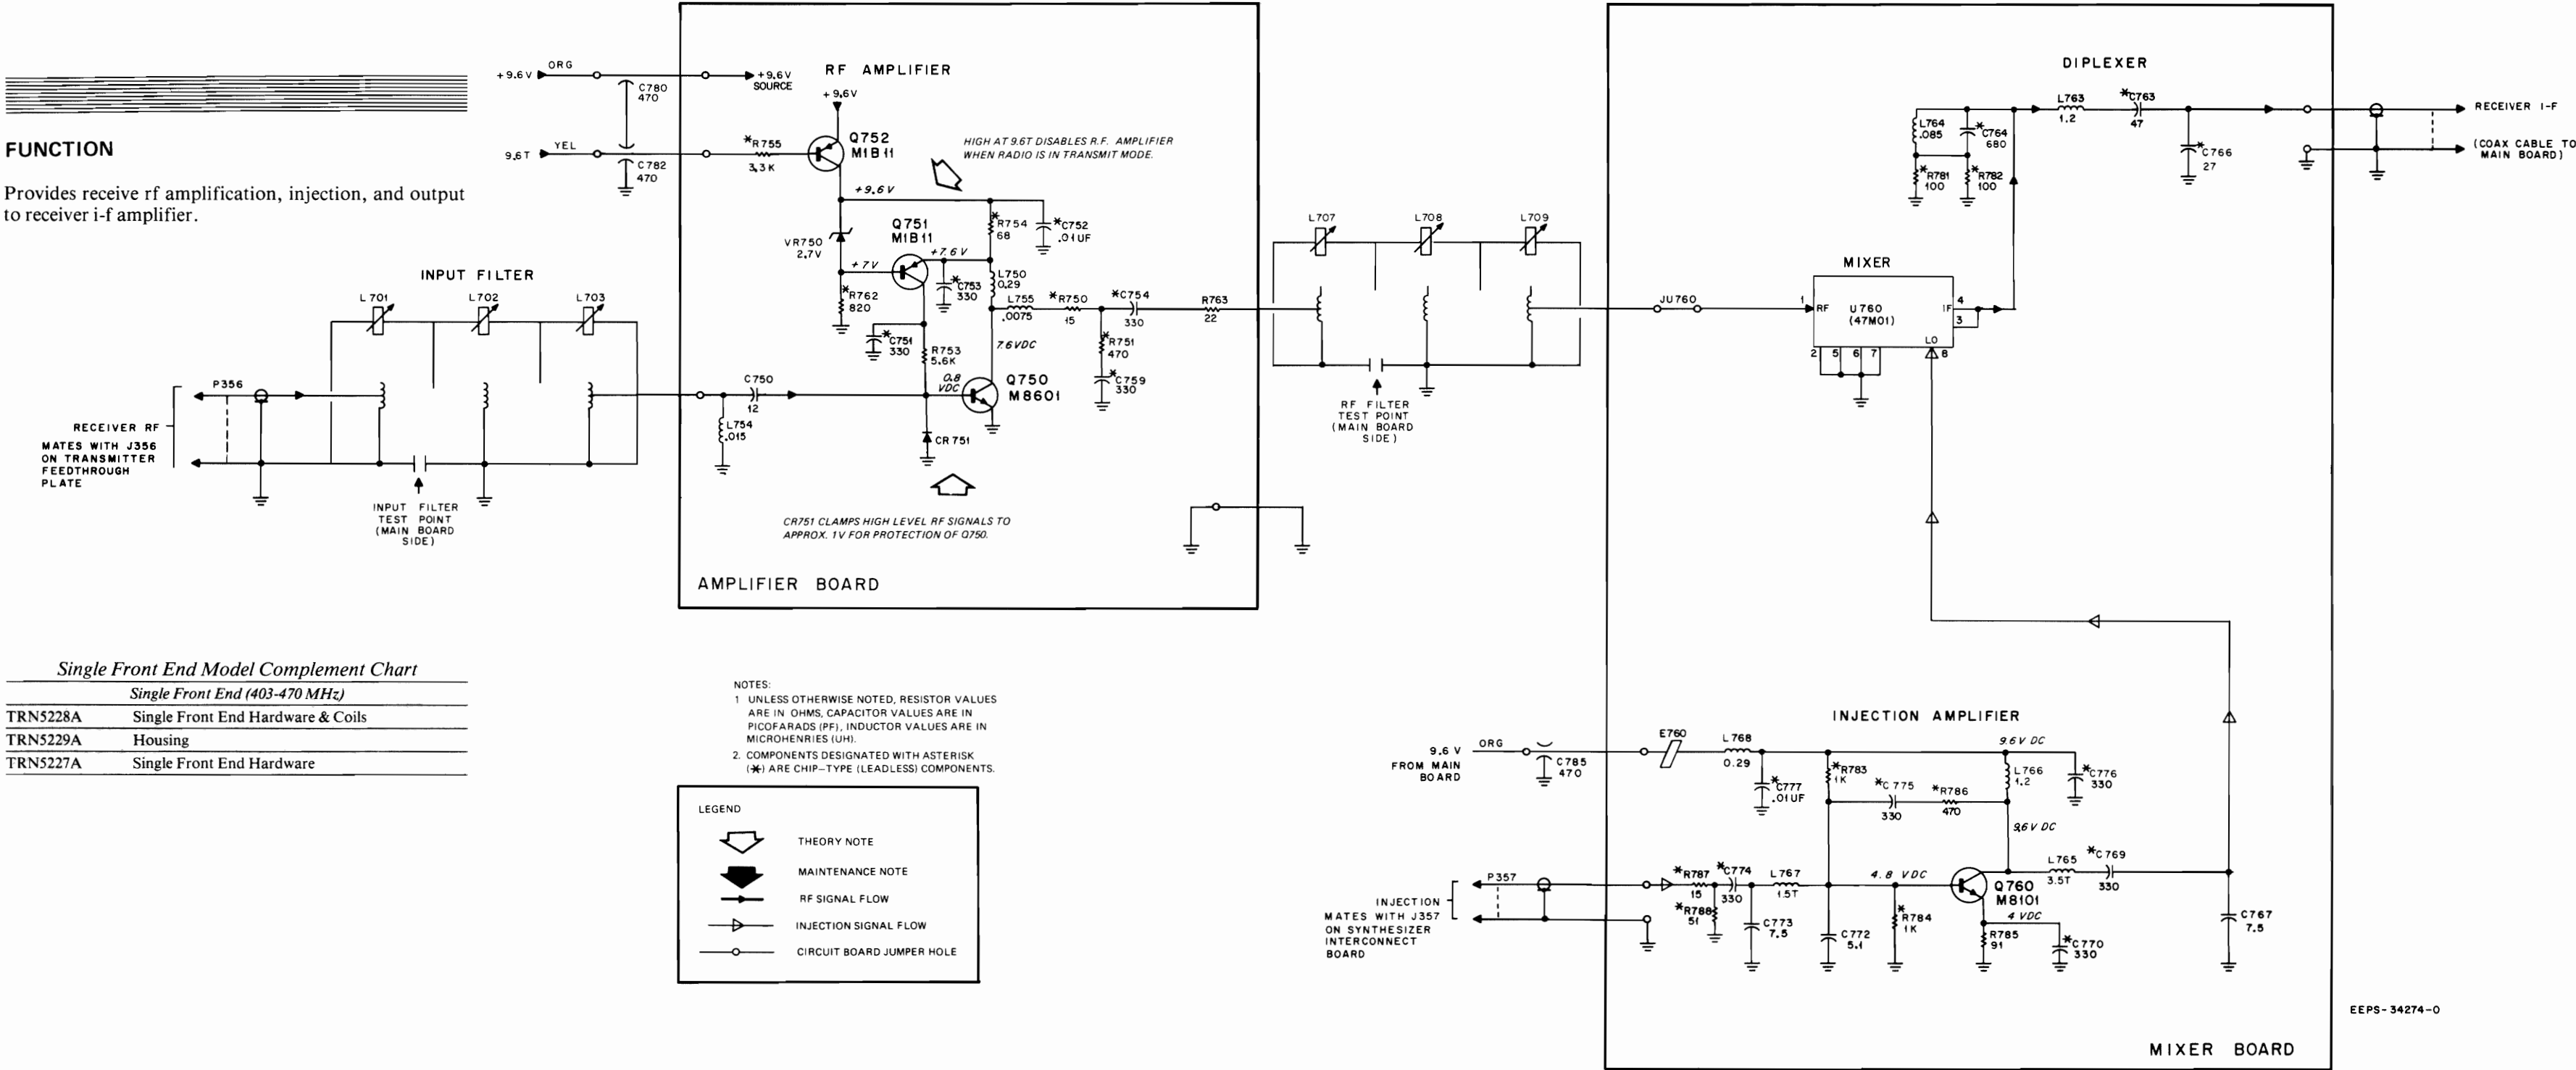 FUNCTION
Provides receive rf amplification, injection, and output
to receiver i-f amplifier.
+9.6V
ORG
C780
470
+9.6V
SOURCE
9.6T
YEL
C782
470
RF AMPLIFIER
+9.6V
*R755
3.3K
Q752
M1B11
HIGH AT 9.6T DISABLES R.F. AMPLIFIER
WHEN RADIO IS IN TRANSMIT MODE.
+9.6V
VR750
2.7V
Q751
M1B11
*R754
68
*C752
.01UF
+7V
+7.6V
*R762
820
*C753
330
L750
0.29
L755
.0075
*R750
15
*C754
330
R763
22
*C751
330
R753
5.6K
7.6VDC
*R751
470
*C759
330
0.8
VDC
Q750
M8601
C750
12
L754
.015
CR751
CR751 CLAMPS HIGH LEVEL RF SIGNALS TO
APPROX. 1V FOR PROTECTION OF Q750.
AMPLIFIER BOARD
INPUT FILTER
L701
L702
L703
P356
RECEIVER RF
MATES WITH J356
ON TRANSMITTER
FEEDTHROUGH
PLATE
INPUT FILTER
TEST POINT
(MAIN BOARD
SIDE)
L707
L708
L709
RF FILTER
TEST POINT
(MAIN BOARD
SIDE)
DIPLEXER
L764
.085
*C764
680
L763
1.2
*C763
47
*C766
27
*R781
100
*R782
100
RECEIVER I-F
(COAX CABLE TO
MAIN BOARD)
MIXER
JU760
1
RF
U760
(47M01)
IF
4
3
LO
2
5
6
7
8
INJECTION AMPLIFIER
9.6 V
FROM MAIN
BOARD
ORG
C785
470
E760
L768
0.29
9.6V DC
*C777
.01UF
*R783
1K
*C775
330
*R786
470
L766
1.2
*C776
330
9.6V DC
P357
INJECTION
MATES WITH J357
ON SYNTHESIZER
INTERCONNECT
BOARD
*R787
15
*C774
330
L767
1.5T
*R788
51
C773
7.5
C772
5.1
4.8 VDC
*R784
1K
Q760
M8101
4 VDC
R785
91
*C770
330
L765
3.5T
*C769
330
C767
7.5
EEPS-34274-O
MIXER BOARD
Single Front End Model Complement Chart
Single Front End (403-470 MHz)
TRN5228A Single Front End Hardware & Coils
TRN5229A Housing
TRN5227A Single Front End Hardware
NOTES:
1 UNLESS OTHERWISE NOTED, RESISTOR VALUES
ARE IN OHMS, CAPACITOR VALUES ARE IN
PICOFARADS (PF), INDUCTOR VALUES ARE IN
MICROHENRIES (UH).
2. COMPONENTS DESIGNATED WITH ASTERISK
(*) ARE CHIP-TYPE (LEADLESS) COMPONENTS.
LEGEND
THEORY NOTE
MAINTENANCE NOTE
RF SIGNAL FLOW
INJECTION SIGNAL FLOW
CIRCUIT BOARD JUMPER HOLE